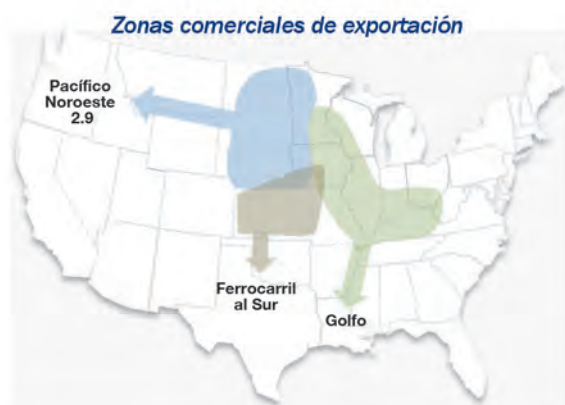 Zonas comerciales de exportación
Pacífico
Noroeste
2.9
Ferrocarril
al Sur
Golfo